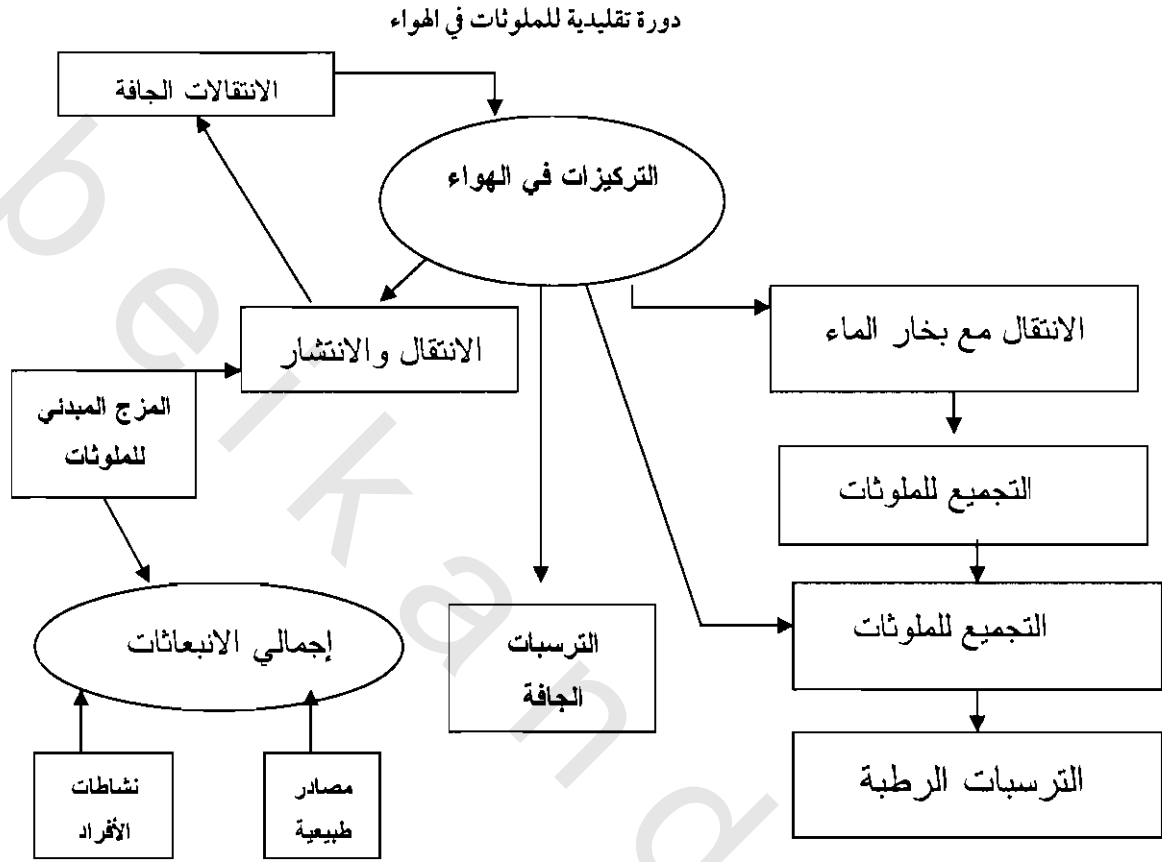 دورة تقليدية للملوثات في الهواء
الانتقالات الجافة
التركيزات في الهواء
الانتقال مع بخار الماء
الانتقال والانتشار
المزج المبدئي
للملوثات
التجميع للملوثات
التجميع للملوثات
إجمالي الانبعاثات
الترسبات
الجافة
الترسبات الرطبة
مصادر
طبيعية
نشاطات
الأفراد
b e i k a n d